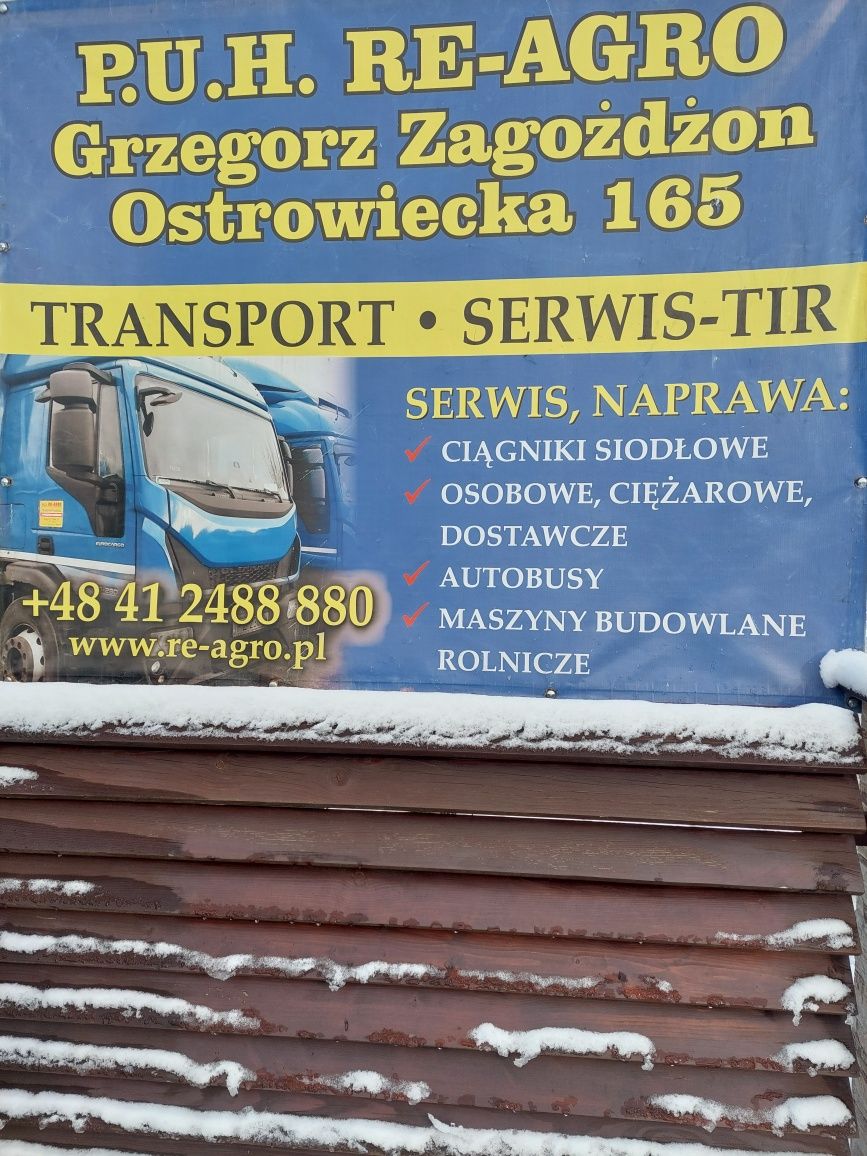 P.U.H. RE-AGRO
Grzegorz Zagożdżon
Ostrowiecka 165
TRANSPORT • SERWIS-TIR
SERWIS, NAPRAWA:
✓ CIĄGNIKI SIODŁOWE
✓ OSOBOWE, CIĘŻAROWE,
DOSTAWCZE
✓ AUTOBUSY
✓ MASZYNY BUDOWLANE
ROLNICZE
EUROCARGO
+48 41 2488 880
www.re-agro.pl